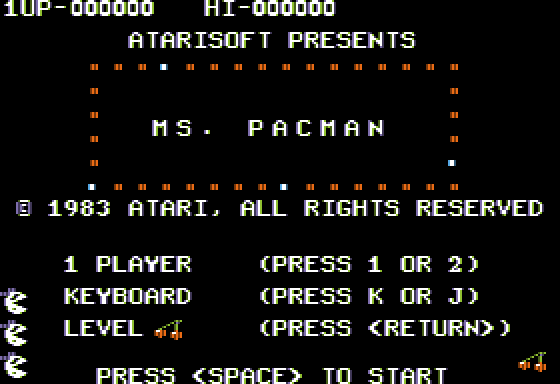 1UP-000000 HI-000000
ATARISOFT PRESENTS
MS. PACMAN
© 1983 ATARI, ALL RIGHTS RESERVED
1 PLAYER (PRESS 1 OR 2)
KEYBOARD (PRESS K OR J)
LEVEL (PRESS <RETURN>)
PRESS <SPACE> TO START